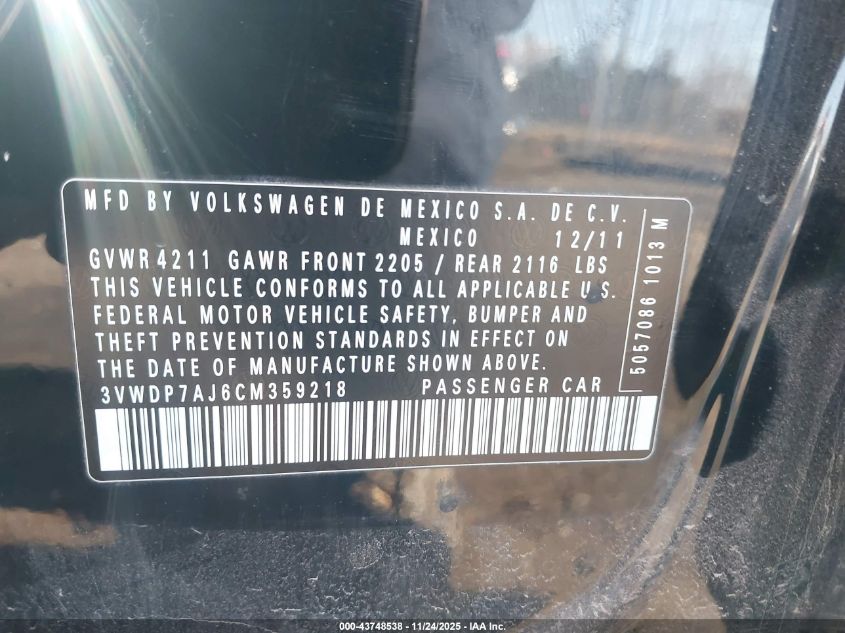 MFD BY VOLKSWAGEN DE MEXICO S.A. DE C.V.
MEXICO 12/11
GVWR 4211 GAWR FRONT 2205 / REAR 2116 LBS
THIS VEHICLE CONFORMS TO ALL APPLICABLE U S.
FEDERAL MOTOR VEHICLE SAFETY, BUMPER AND
THEFT PREVENTION STANDARDS IN EFFECT ON
THE DATE OF MANUFACTURE SHOWN ABOVE.
3VWDP7AJ6CM359218 PASSENGER CAR
5057086 1013 M
000-43748538 - 11/24/2025 - IAA Inc.